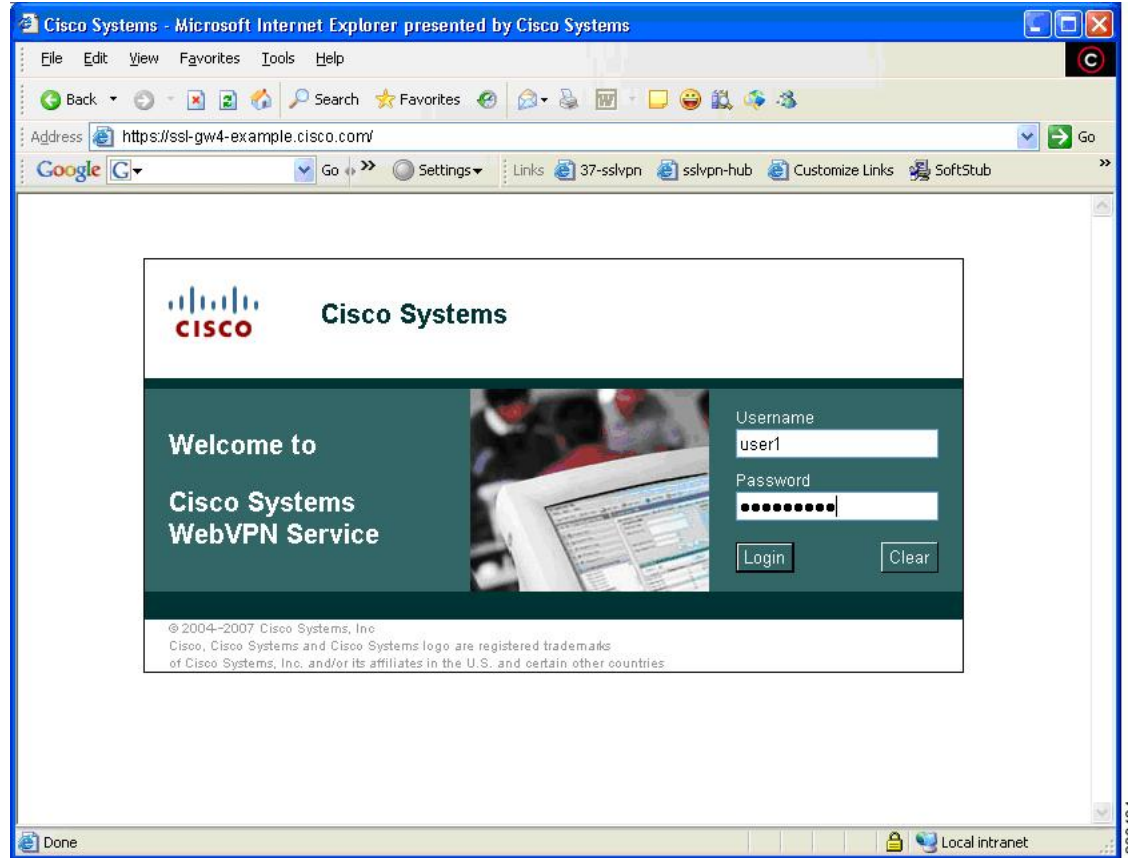 Cisco Systems - Microsoft Internet Explorer presented by Cisco Systems
File Edit View Favorites Tools Help
Back Search Favorites
Address https://ssl-gw4-example.cisco.com/ Go
Google G Go Settings Links 37-sslvpn sslvpn-hub Customize Links SoftStub
CISCO
Cisco Systems
Welcome to
Cisco Systems
WebVPN Service
Username
user1
Password
●●●●●●●●●
Login Clear
© 2004-2007 Cisco Systems, Inc
Cisco, Cisco Systems and Cisco Systems logo are registered trademarks
of Cisco Systems, Inc. and/or its affiliates in the U.S. and certain other countries
Done Local intranet